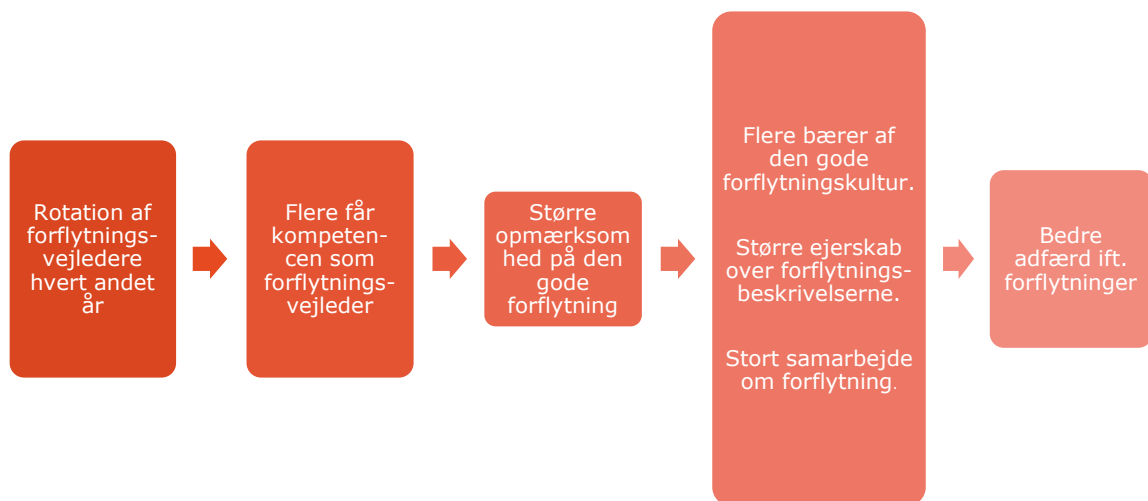 Rotation af
forflytnings-
vejledere
hvert andet
år
Flere får
kompeten-
cen som
forflytnings-
vejleder
Større
opmærksom
hed på den
gode
forflytning
Flere bærer af
den gode
forflytningskultur.
Større ejerskab
over forflytnings-
beskrivelserne.
Stort samarbejde
om forflytning.
Bedre
adfærd ift.
forflytninger